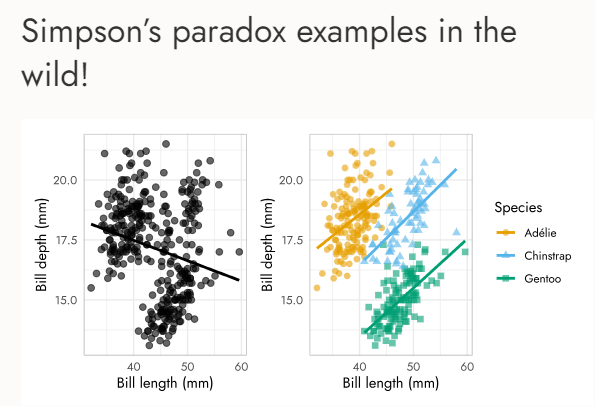 Simpson’s paradox examples in the
wild!
20.0
17.5
15.0
Bill depth (mm)
40 50 60
Bill length (mm)
20.0
17.5
15.0
Bill depth (mm)
40 50 60
Bill length (mm)
Species
Adélie
Chinstrap
Gentoo